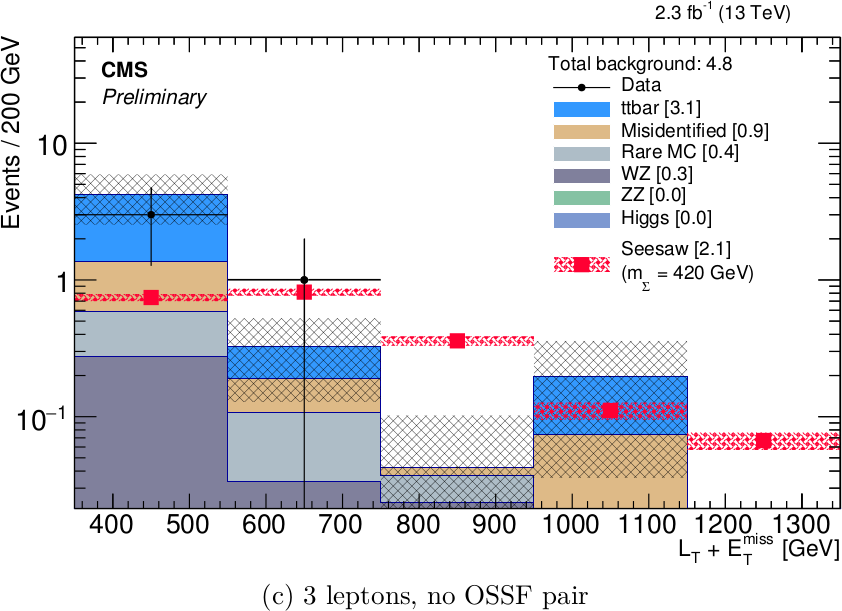 2.3 fb⁻¹ (13 TeV)
Events / 200 GeV
CMS
Preliminary
Total background: 4.8
Data
ttbar [3.1]
Misidentified [0.9]
Rare MC [0.4]
WZ [0.3]
ZZ [0.0]
Higgs [0.0]
Seesaw [2.1]
(m_Σ = 420 GeV)
10
1
10⁻¹
400 500 600 700 800 900 1000 1100 1200 1300
L_T + E_T^miss [GeV]
(c) 3 leptons, no OSSF pair